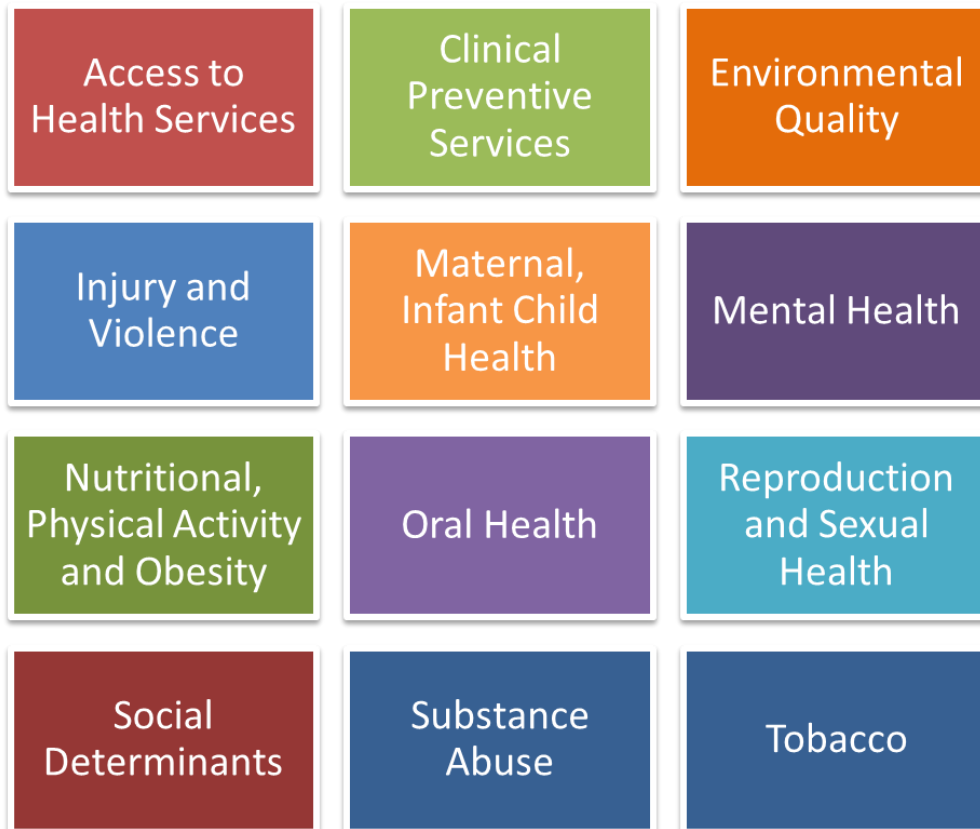 Access to
Health Services
Clinical
Preventive
Services
Environmental
Quality
Injury and
Violence
Maternal,
Infant Child
Health
Mental Health
Nutritional,
Physical Activity
and Obesity
Oral Health
Reproduction
and Sexual
Health
Social
Determinants
Substance
Abuse
Tobacco